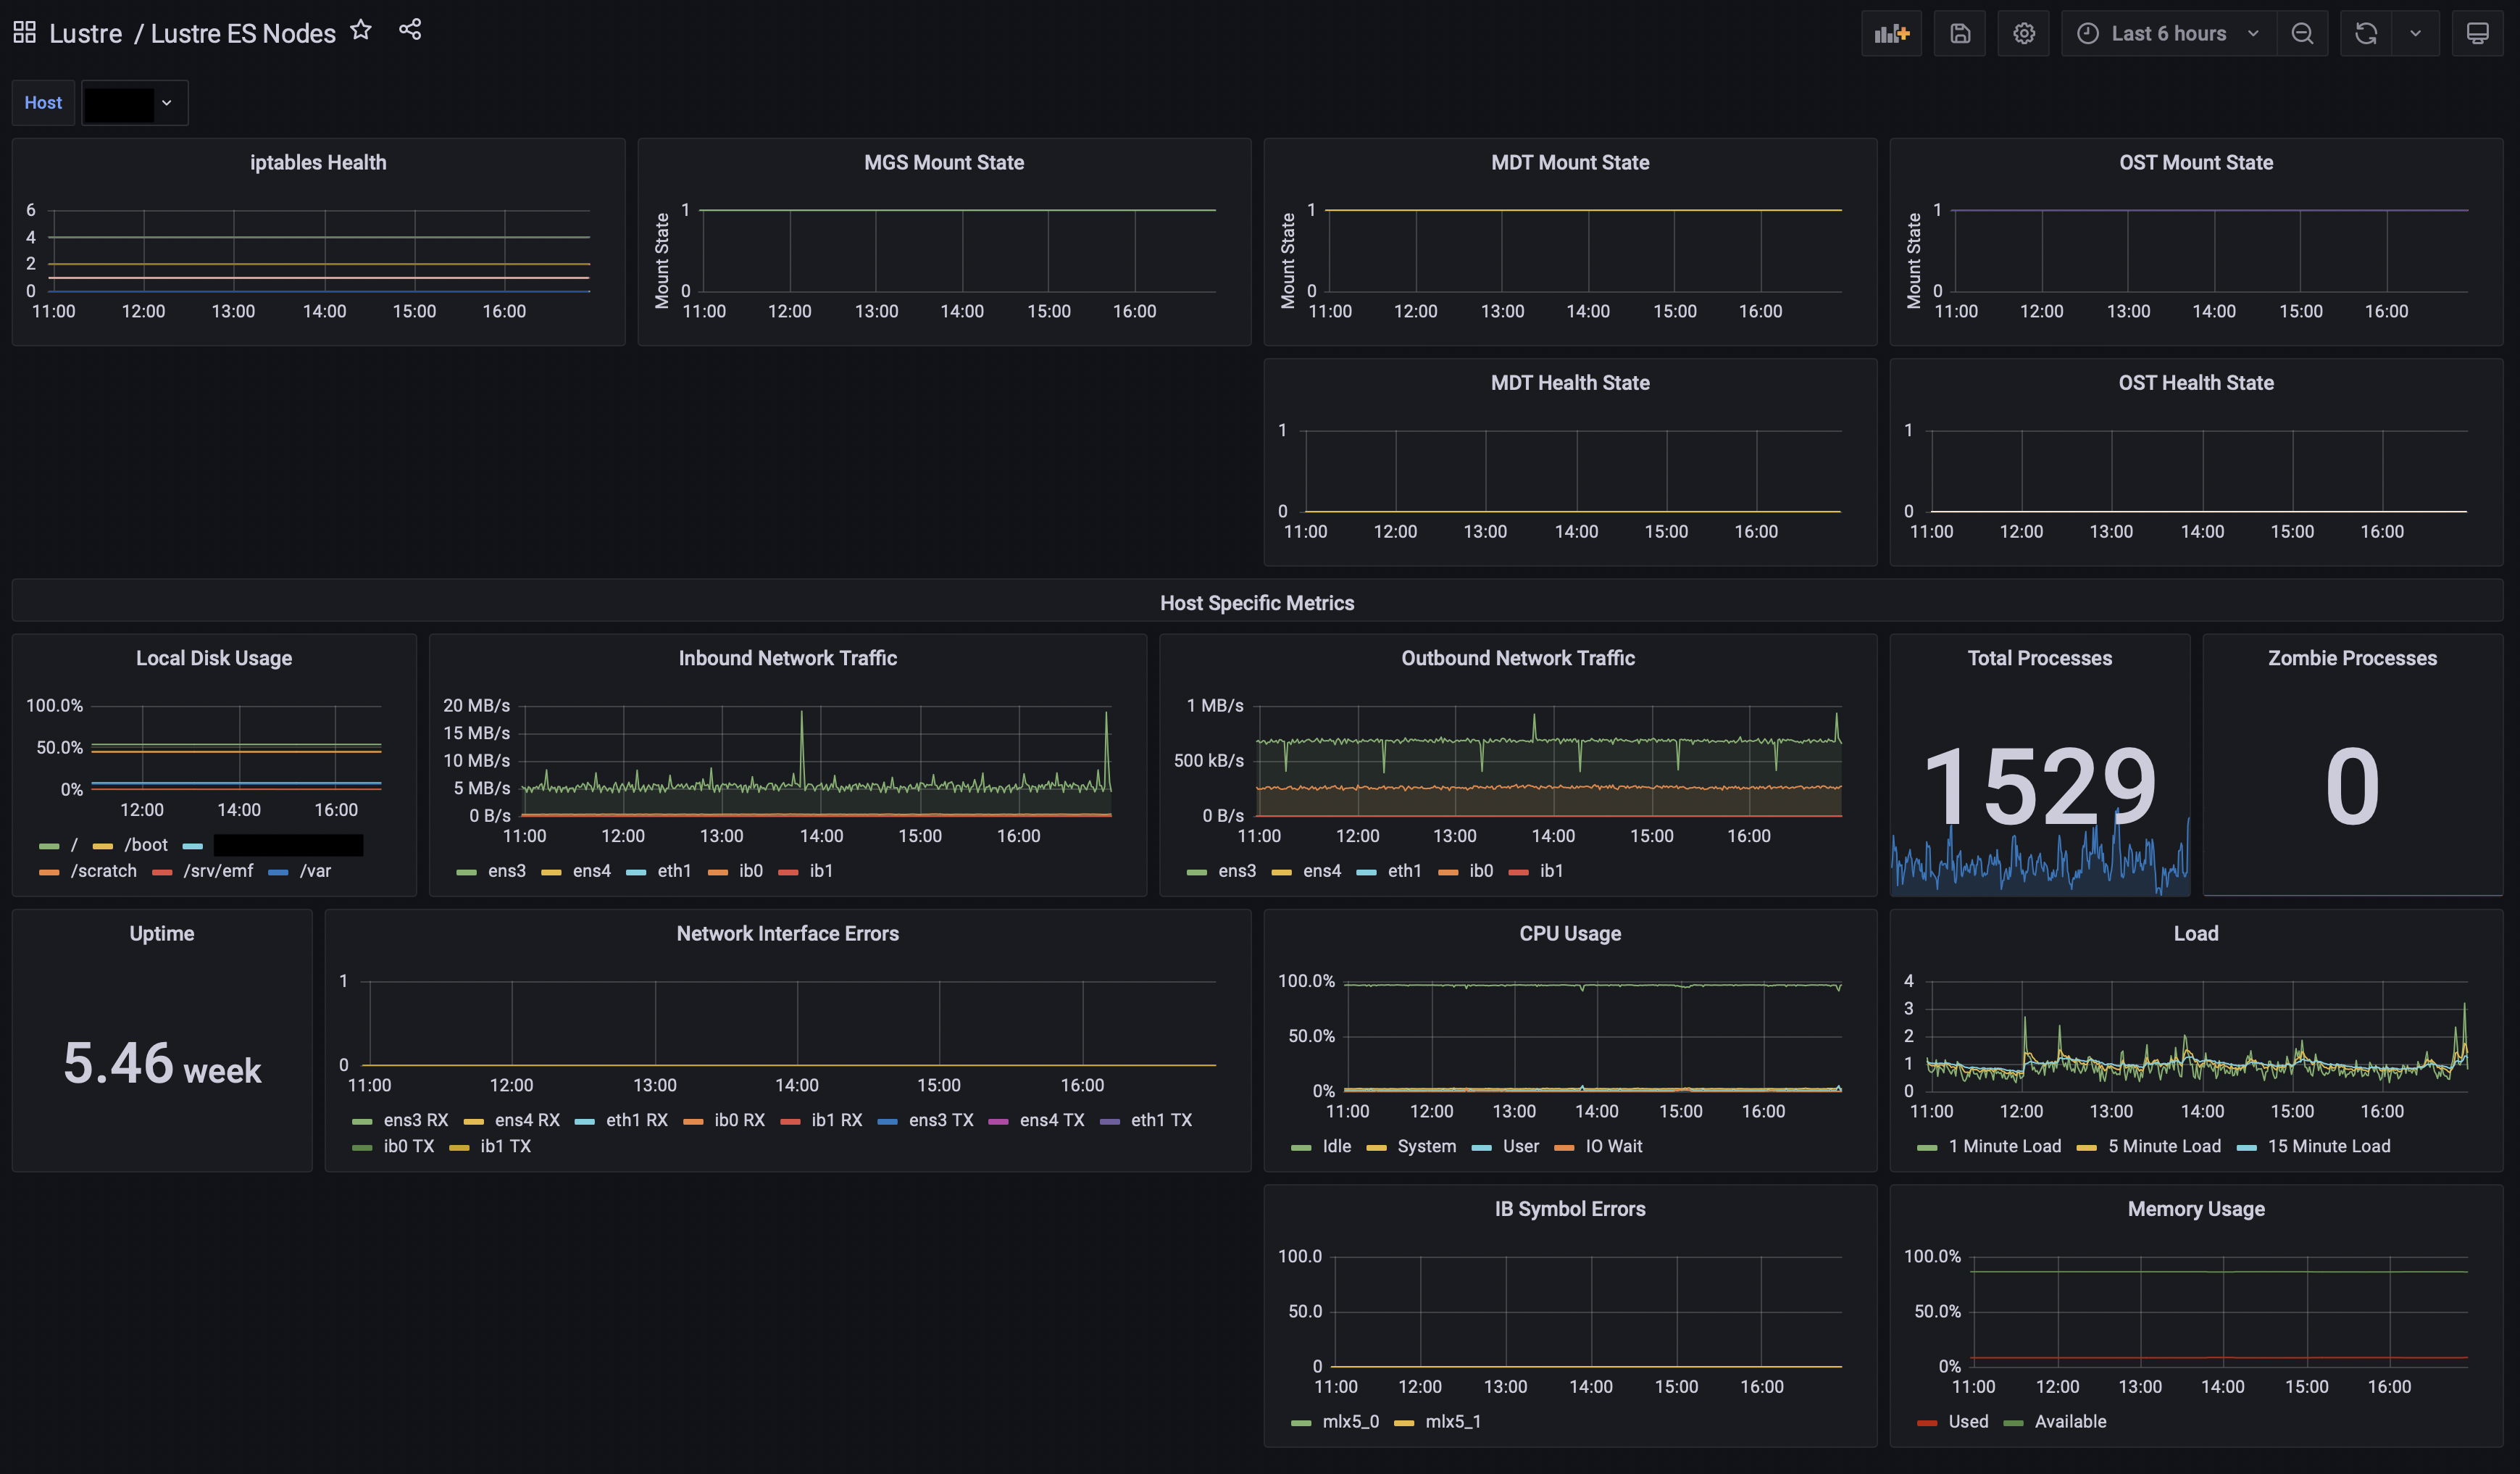 Lustre / Lustre ES Nodes
Last 6 hours
Host
iptables Health
6
4
2
0
11:00 12:00 13:00 14:00 15:00 16:00
MGS Mount State
Mount State
1
0
11:00 12:00 13:00 14:00 15:00 16:00
MDT Mount State
Mount State
1
0
11:00 12:00 13:00 14:00 15:00 16:00
OST Mount State
Mount State
1
0
11:00 12:00 13:00 14:00 15:00 16:00
MDT Health State
1
0
11:00 12:00 13:00 14:00 15:00 16:00
OST Health State
1
0
11:00 12:00 13:00 14:00 15:00 16:00
Host Specific Metrics
Local Disk Usage
100.0%
50.0%
0%
12:00 14:00 16:00
/ /boot
/scratch /srv/emf /var
Inbound Network Traffic
20 MB/s
15 MB/s
10 MB/s
5 MB/s
0 B/s
11:00 12:00 13:00 14:00 15:00 16:00
ens3 ens4 eth1 ib0 ib1
Outbound Network Traffic
1 MB/s
500 kB/s
0 B/s
11:00 12:00 13:00 14:00 15:00 16:00
ens3 ens4 eth1 ib0 ib1
Total Processes
1529
Zombie Processes
0
Uptime
5.46 week
Network Interface Errors
1
0
11:00 12:00 13:00 14:00 15:00 16:00
ens3 RX ens4 RX eth1 RX ib0 RX ib1 RX ens3 TX ens4 TX eth1 TX
ib0 TX ib1 TX
CPU Usage
100.0%
50.0%
0%
11:00 12:00 13:00 14:00 15:00 16:00
Idle System User IO Wait
Load
4
3
2
1
0
11:00 12:00 13:00 14:00 15:00 16:00
1 Minute Load 5 Minute Load 15 Minute Load
IB Symbol Errors
100.0
50.0
0
11:00 12:00 13:00 14:00 15:00 16:00
mlx5_0 mlx5_1
Memory Usage
100.0%
50.0%
0%
11:00 12:00 13:00 14:00 15:00 16:00
Used Available